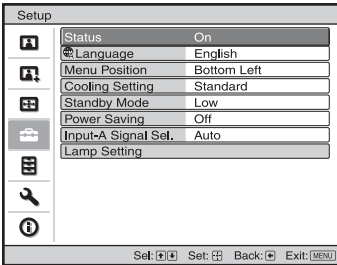 Setup
Status On
Language English
Menu Position Bottom Left
Cooling Setting Standard
Standby Mode Low
Power Saving Off
Input-A Signal Sel. Auto
Lamp Setting
Sel: Set: Back: Exit: MENU